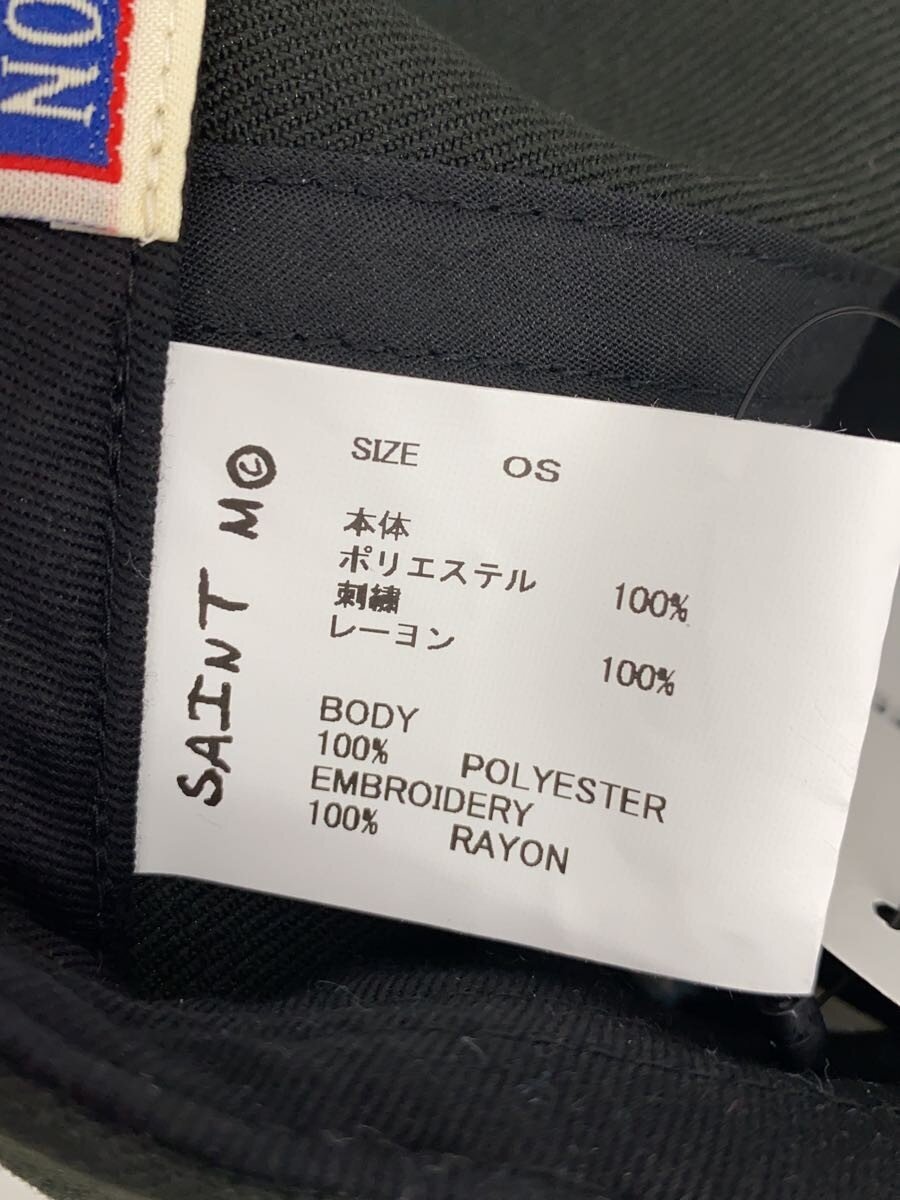 NO
SAINT M©
SIZE OS
本体
ポリエステル 100%
刺繍
レーヨン 100%
BODY
100% POLYESTER
EMBROIDERY
100% RAYON